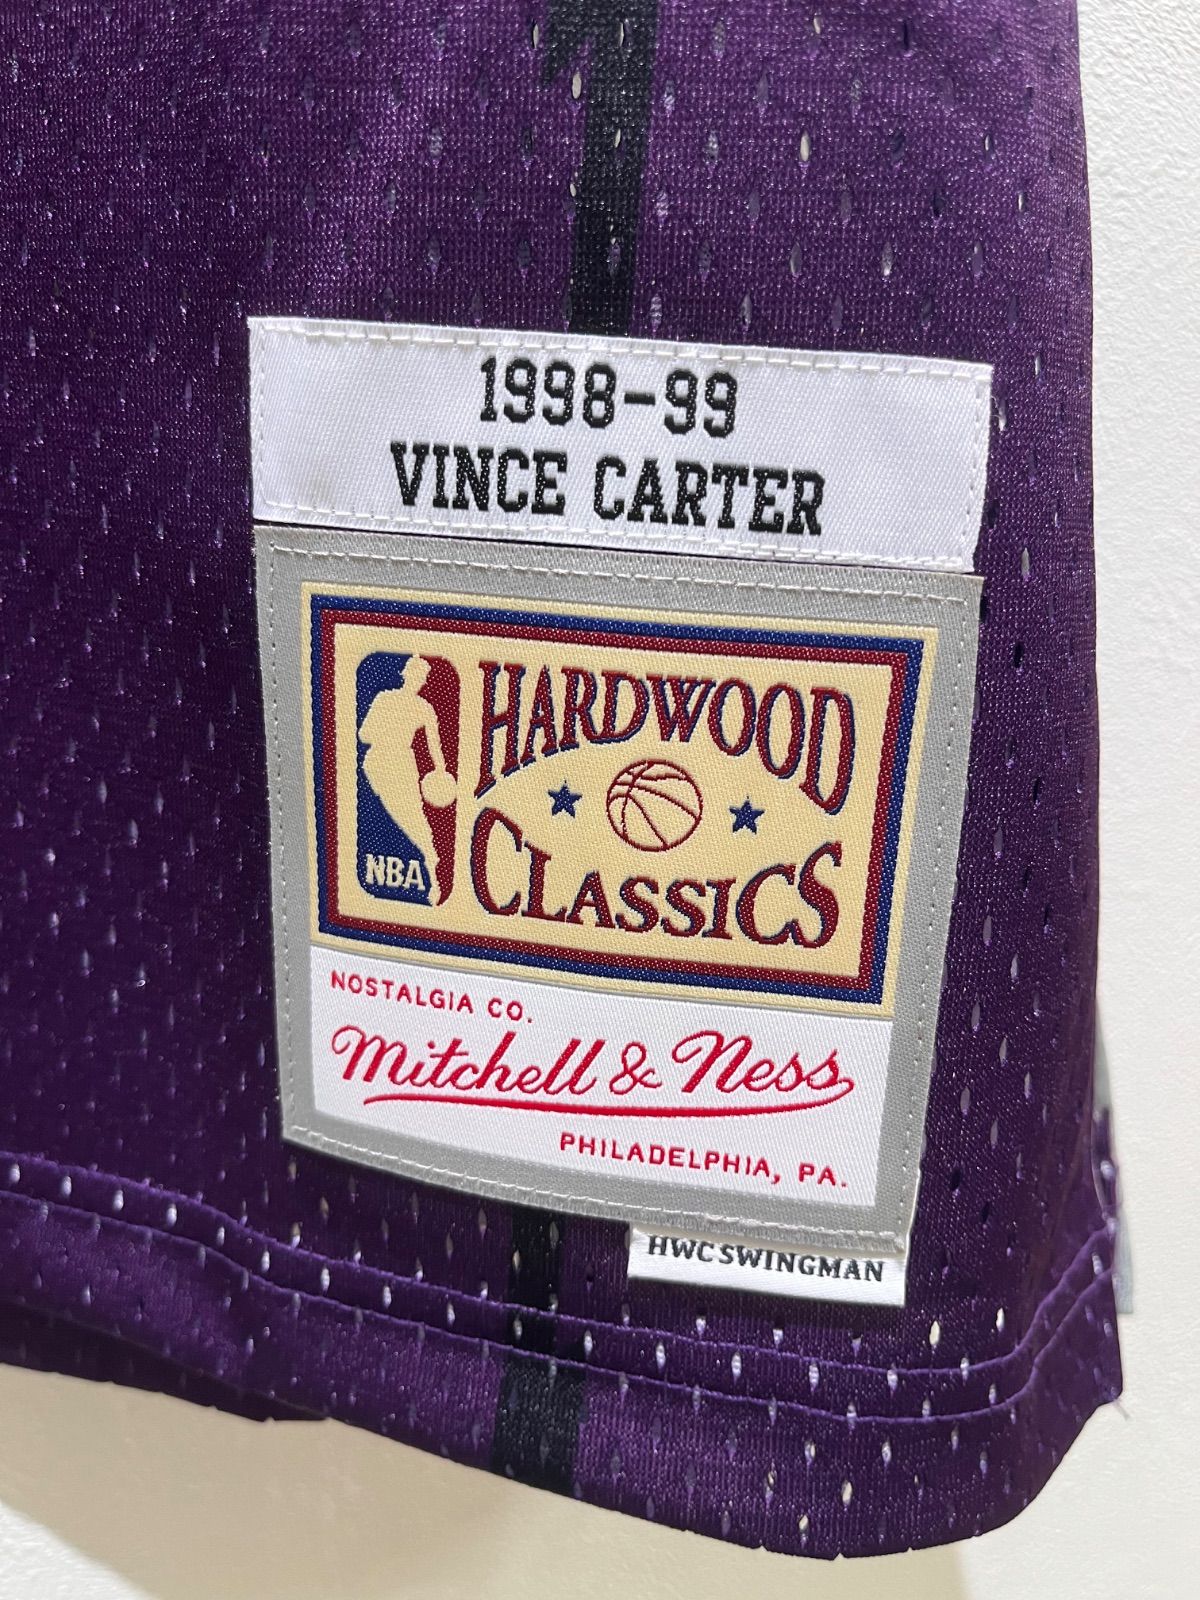 1998-99
VINCE CARTER
HARDWOOD
CLASSICS
NBA
NOSTALGIA CO.
Mitchell & Ness
PHILADELPHIA, PA.
HWC SWINGMAN